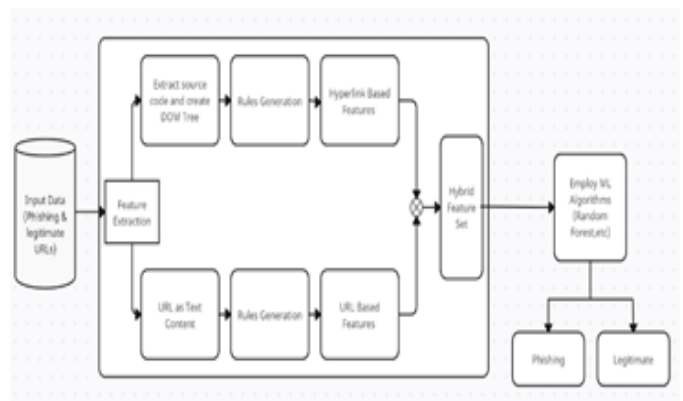 Extract source
code and create
DOM Tree
Rules Generation
Hyperlink Based
Features
Input Data
(Phishing &
legitimate
URLs)
Feature
Extraction
Hybrid
Feature
Set
Employ ML
Algorithms
(Random
Forest,etc)
URL as Text
Content
Rules Generation
URL Based
Features
Phishing
Legitimate